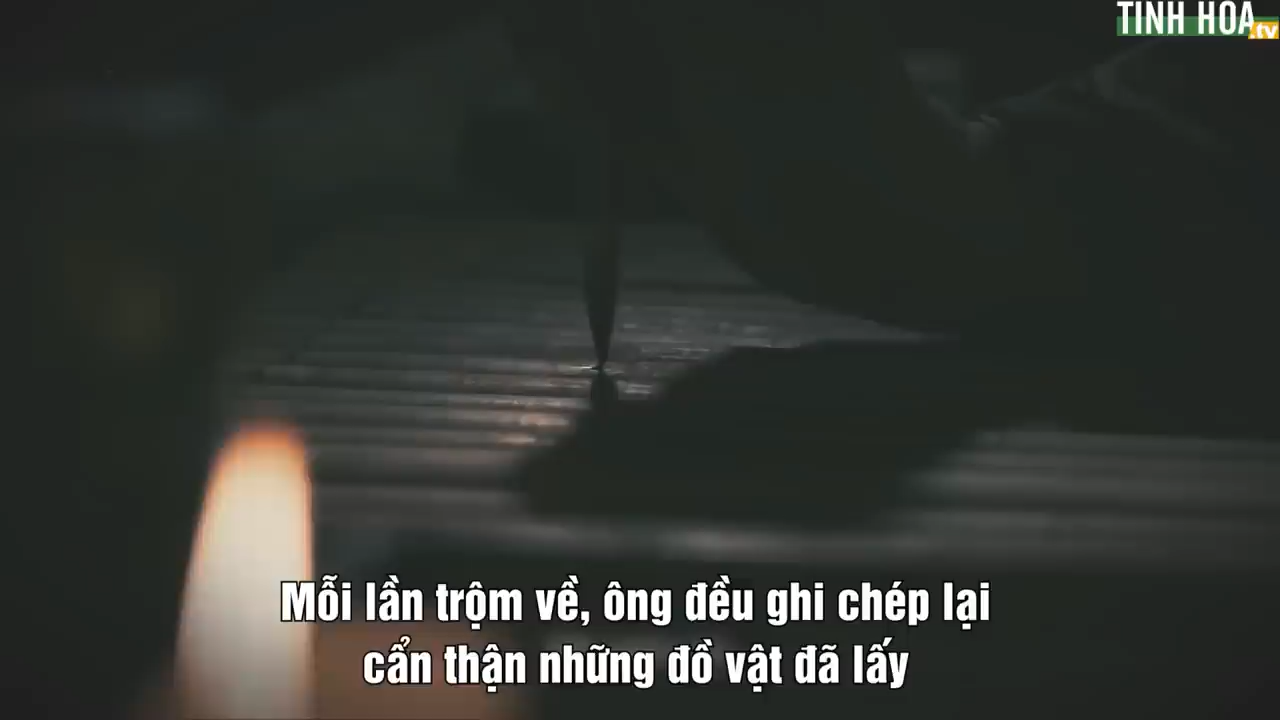 TINH HOA
.tv
Mỗi lần trộm về, ông đều ghi chép lại
cẩn thận những đồ vật đã lấy